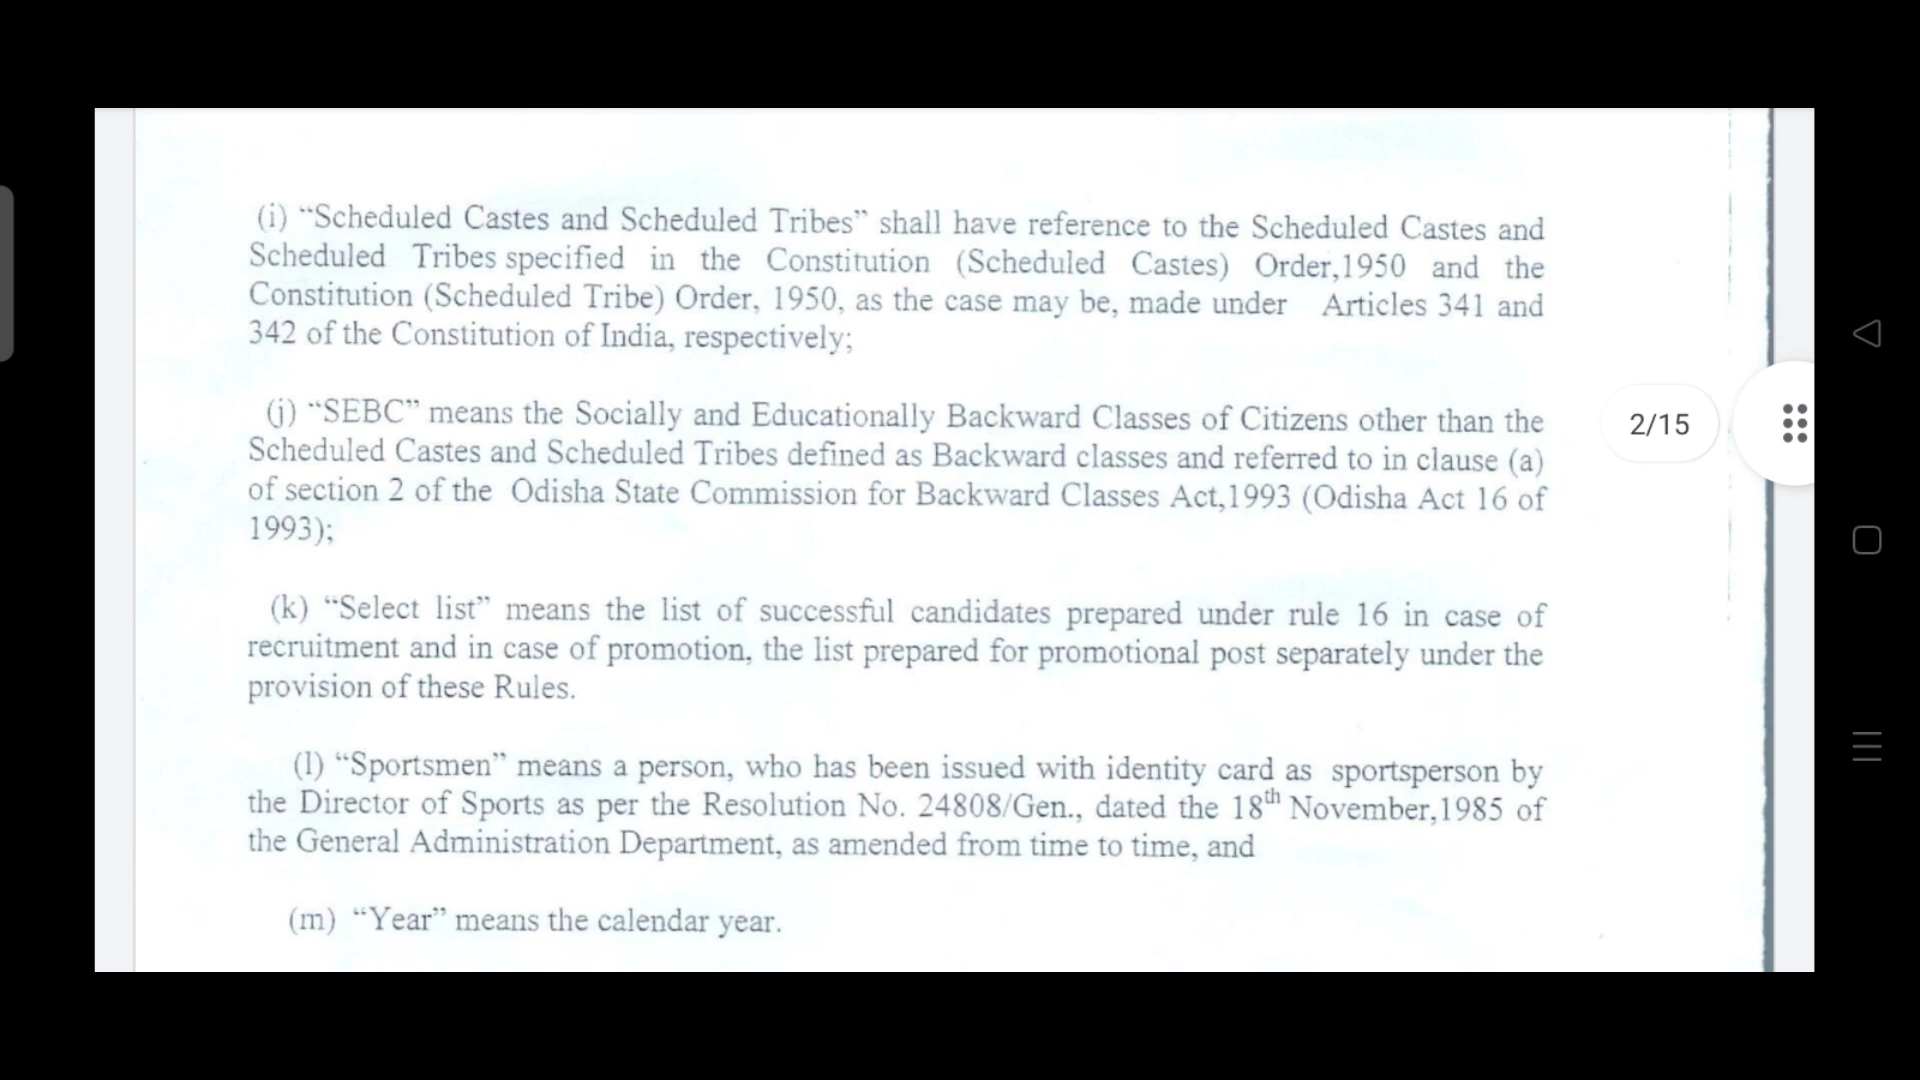 (i) “Scheduled Castes and Scheduled Tribes” shall have reference to the Scheduled Castes and
Scheduled Tribes specified in the Constitution (Scheduled Castes) Order,1950 and the
Constitution (Scheduled Tribe) Order, 1950, as the case may be, made under Articles 341 and
342 of the Constitution of India, respectively;
(j) “SEBC” means the Socially and Educationally Backward Classes of Citizens other than the
Scheduled Castes and Scheduled Tribes defined as Backward classes and referred to in clause (a)
of section 2 of the Odisha State Commission for Backward Classes Act,1993 (Odisha Act 16 of
1993);
2/15
(k) “Select list” means the list of successful candidates prepared under rule 16 in case of
recruitment and in case of promotion, the list prepared for promotional post separately under the
provision of these Rules.
(l) “Sportsmen” means a person, who has been issued with identity card as sportsperson by
the Director of Sports as per the Resolution No. 24808/Gen., dated the 18th November,1985 of
the General Administration Department, as amended from time to time, and
(m) “Year” means the calendar year.